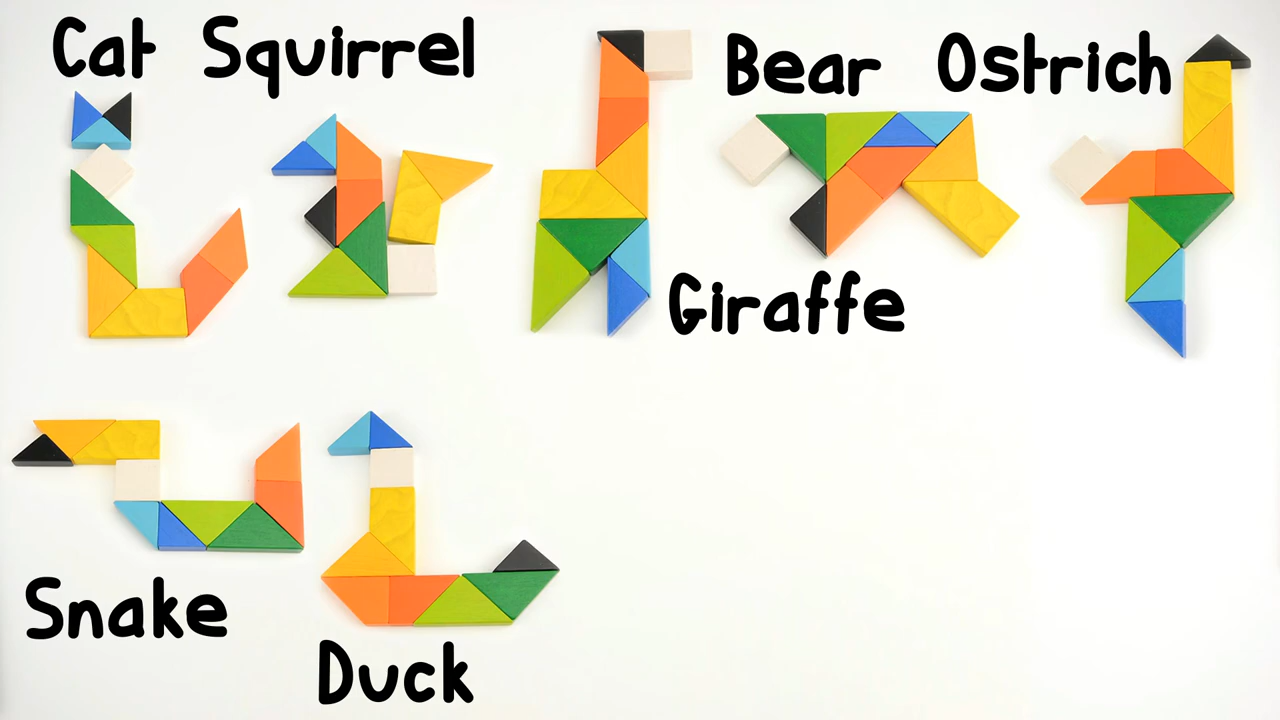 Cat
Squirrel
Bear
Ostrich
Giraffe
Snake
Duck